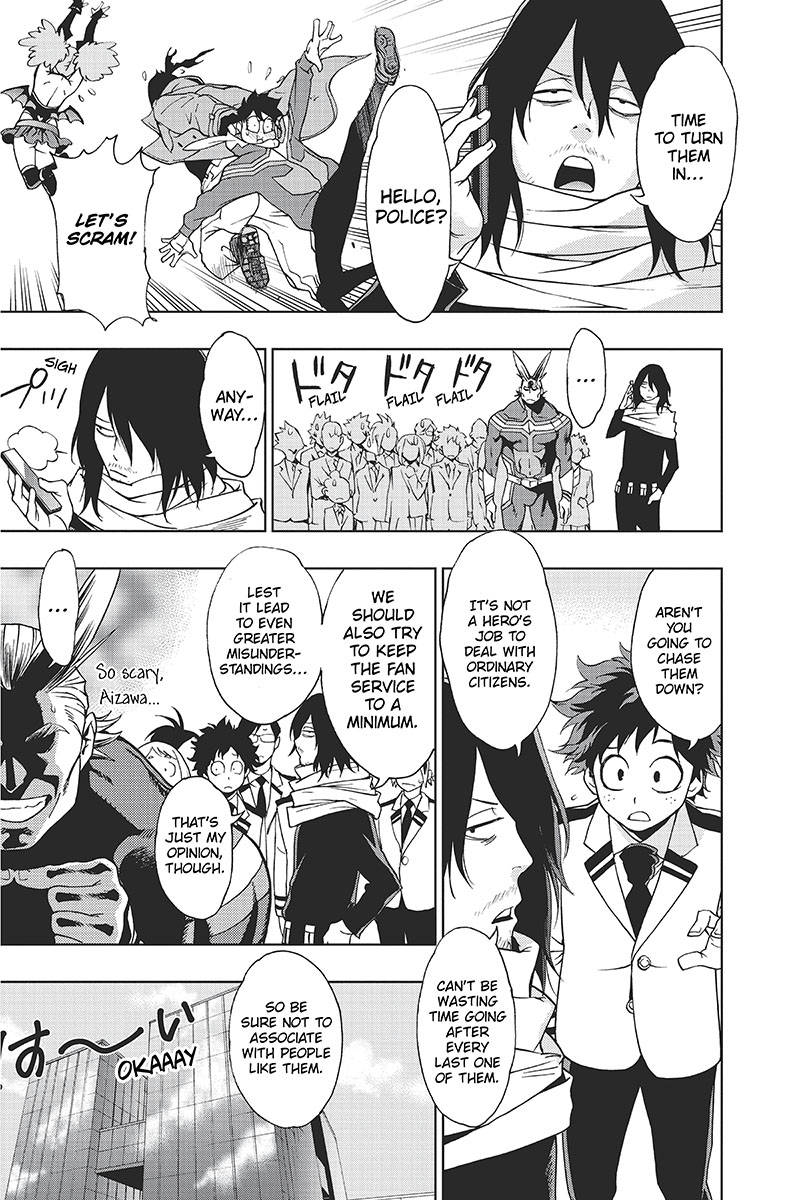 TIME
TO TURN
THEM
IN...
HELLO,
POLICE?
LET'S
SCRAM!
...
ドタ
FLAIL
ドタ
FLAIL
ドタ
FLAIL
ANY-
WAY...
SIGH
AREN'T
YOU
GOING TO
CHASE
THEM
DOWN?
IT'S NOT
A HERO'S
JOB TO
DEAL WITH
ORDINARY
CITIZENS.
CAN'T BE
WASTING
TIME GOING
AFTER
EVERY
LAST ONE
OF THEM.
WE
SHOULD
ALSO TRY
TO KEEP
THE FAN
SERVICE
TO A
MINIMUM.
LEST
IT LEAD
TO EVEN
GREATER
MISUNDER-
STANDINGS...
THAT'S
JUST MY
OPINION,
THOUGH.
...
So scary,
Aizawa...
SO BE
SURE NOT TO
ASSOCIATE
WITH PEOPLE
LIKE THEM.
す〜い
OKAAAY